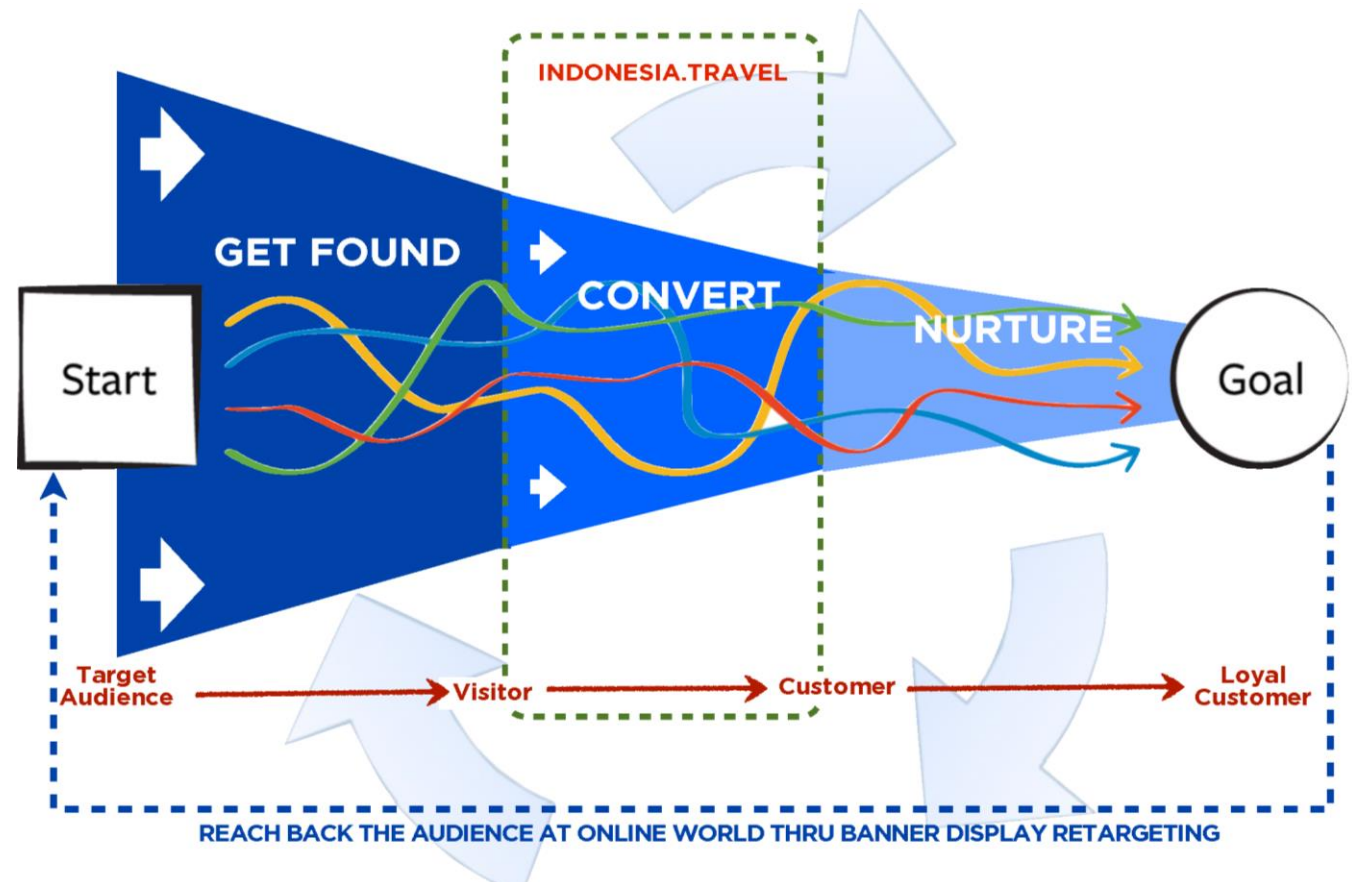 INDONESIA.TRAVEL
GET FOUND
CONVERT
NURTURE
Start
Goal
Target
Audience
Visitor
Customer
Loyal
Customer
REACH BACK THE AUDIENCE AT ONLINE WORLD THRU BANNER DISPLAY RETARGETING